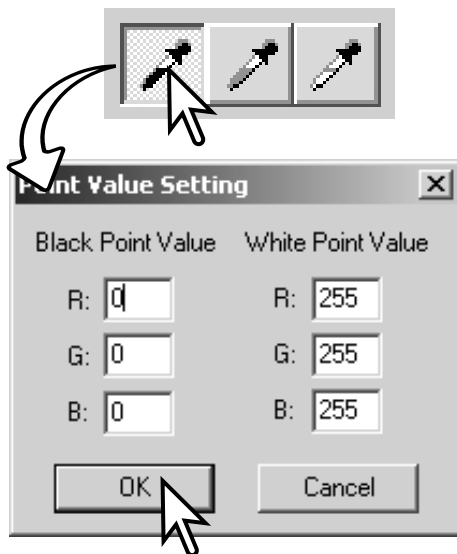 Point Value Setting
Black Point Value White Point Value
R: 0 R: 255
G: 0 G: 255
B: 0 B: 255
OK Cancel